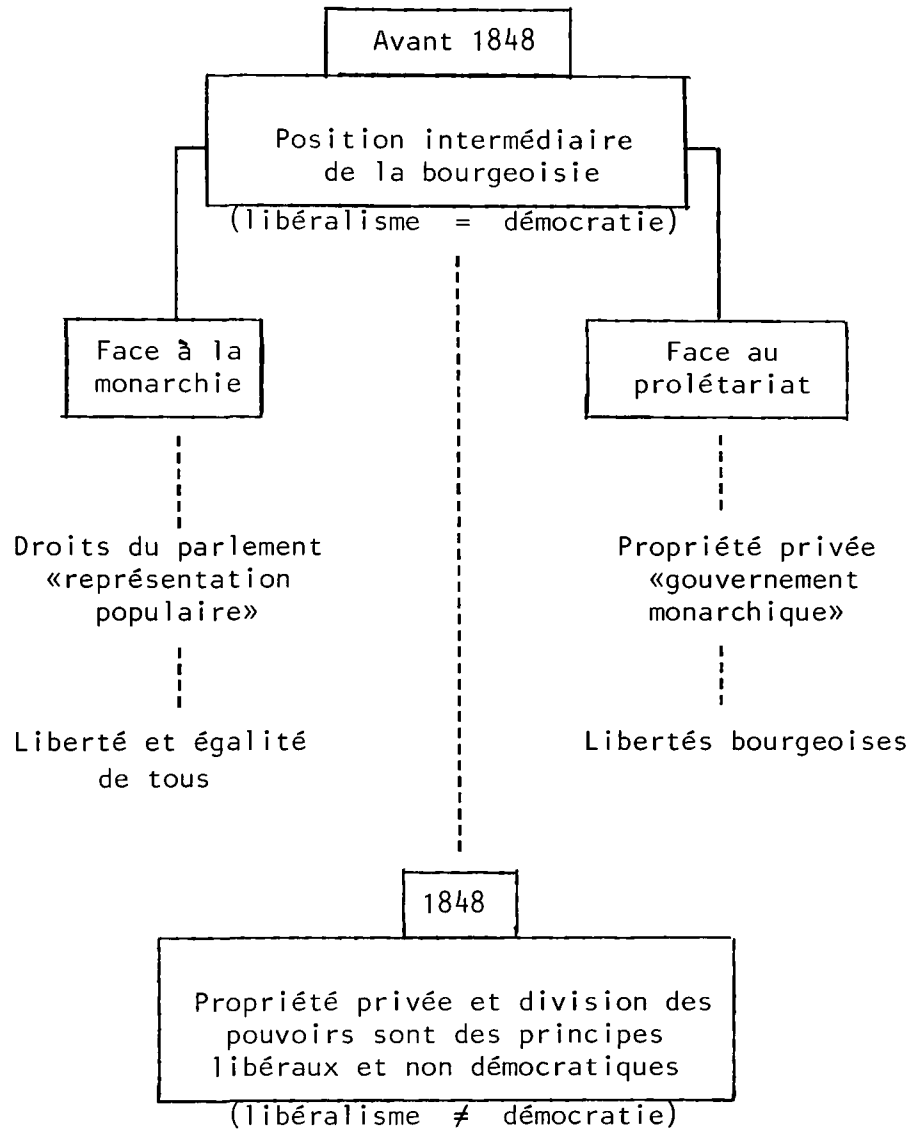 Avant 1848
Position intermédiaire
de la bourgeoisie
(libéralisme = démocratie)
Face à la
monarchie
Face au
prolétariat
Droits du parlement
«représentation
populaire»
Propriété privée
«gouvernement
monarchique»
Liberté et égalité
de tous
Libertés bourgeoises
1848
Propriété privée et division des
pouvoirs sont des principes
libéraux et non démocratiques
(libéralisme ≠ démocratie)